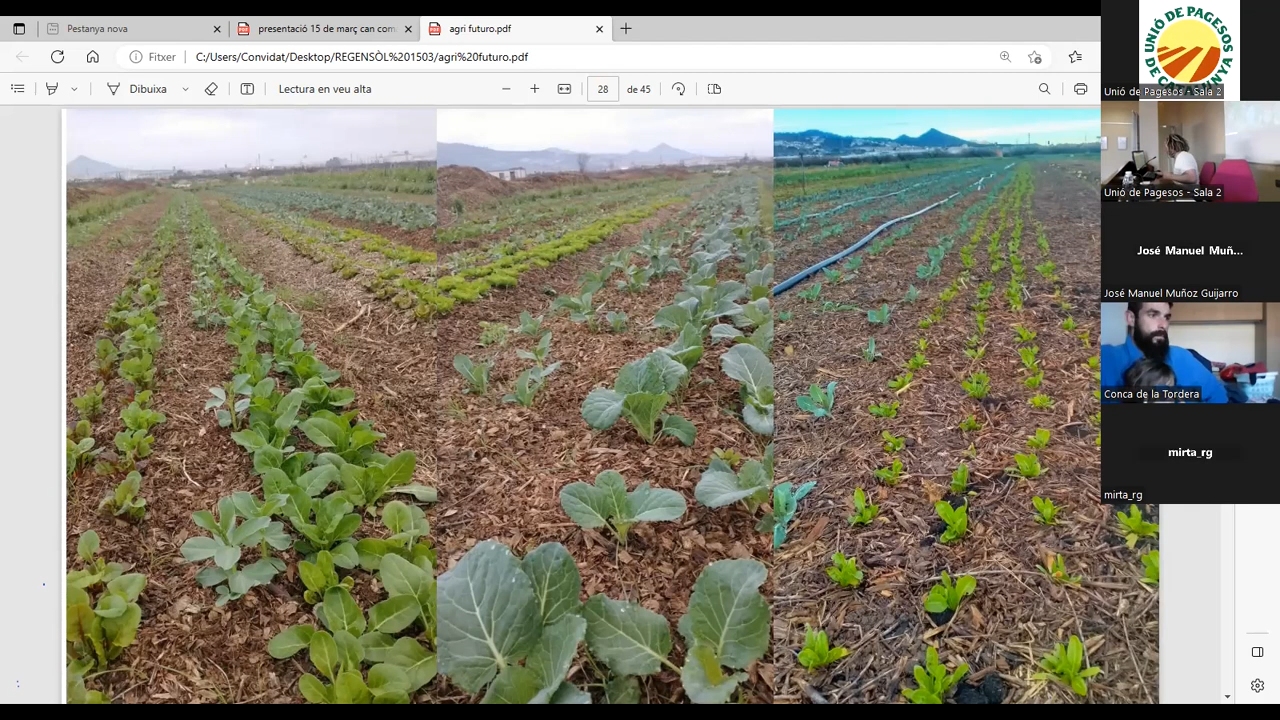 Pestanya nova
presentació 15 de març can com
agri futuro.pdf
Fitxer
C:/Users/Convidat/Desktop/REGENSÒL%201503/agri%20futuro.pdf
Dibuixa
Lectura en veu alta
28
de 45
UNIÓ DE PAGESOS
DE CATALUNYA
Unió de Pagesos - Sala 2
Unió de Pagesos - Sala 2
José Manuel Muñ...
José Manuel Muñoz Guijarro
Conca de la Tordera
mirta_rg
mirta_rg